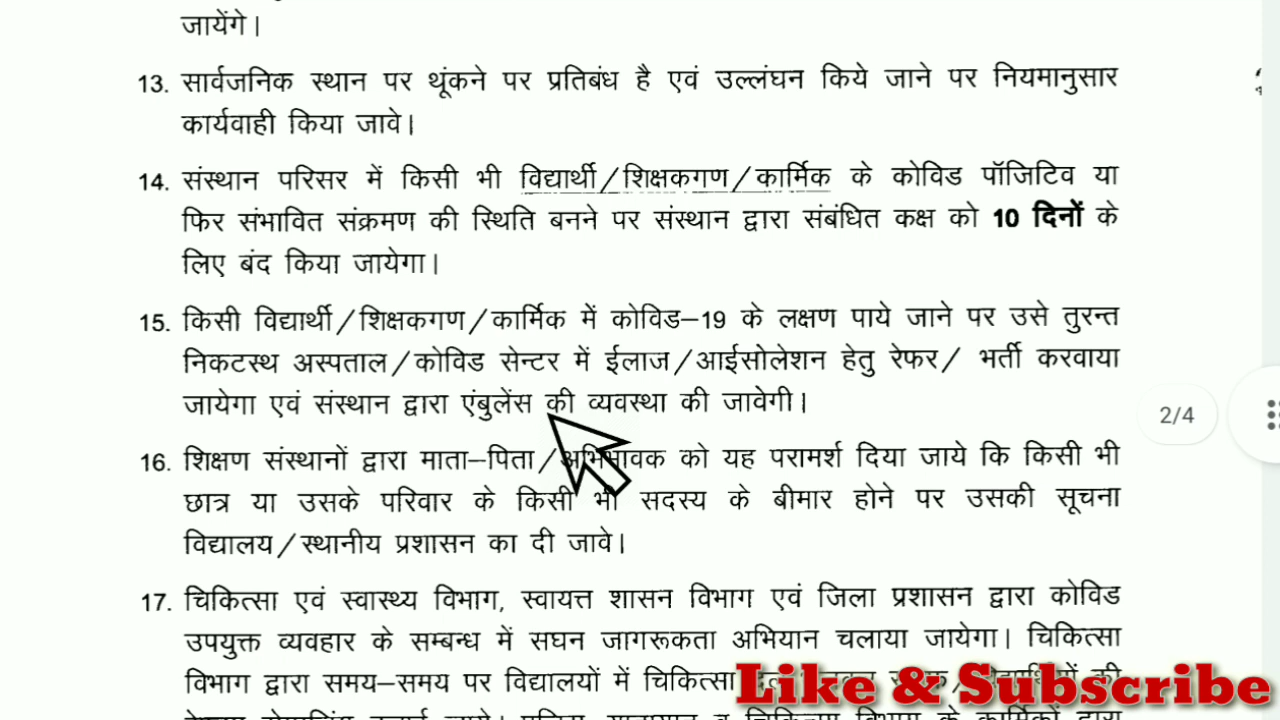 जायेंगे।
13. सार्वजनिक स्थान पर थूंकने पर प्रतिबंध है एवं उल्लंघन किये जाने पर नियमानुसार
कार्यवाही किया जावे।
14. संस्थान परिसर में किसी भी विद्यार्थी/शिक्षकगण/कार्मिक के कोविड पॉजिटिव या
फिर संभावित संक्रमण की स्थिति बनने पर संस्थान द्वारा संबंधित कक्ष को 10 दिनों के
लिए बंद किया जायेगा।
15. किसी विद्यार्थी/शिक्षकगण/कार्मिक में कोविड–19 के लक्षण पाये जाने पर उसे तुरन्त
निकटस्थ अस्पताल/कोविड सेन्टर में ईलाज/आईसोलेशन हेतु रेफर/ भर्ती करवाया
जायेगा एवं संस्थान द्वारा एंबुलेंस की व्यवस्था की जावेगी।
2/4
16. शिक्षण संस्थानों द्वारा माता–पिता/अभिभावक को यह परामर्श दिया जाये कि किसी भी
छात्र या उसके परिवार के किसी भी सदस्य के बीमार होने पर उसकी सूचना
विद्यालय/स्थानीय प्रशासन का दी जावे।
17. चिकित्सा एवं स्वास्थ्य विभाग, स्वायत्त शासन विभाग एवं जिला प्रशासन द्वारा कोविड
उपयुक्त व्यवहार के सम्बन्ध में सघन जागरूकता अभियान चलाया जायेगा। चिकित्सा
विभाग द्वारा समय–समय पर विद्यालयों में चिकित्सा
Like & Subscribe